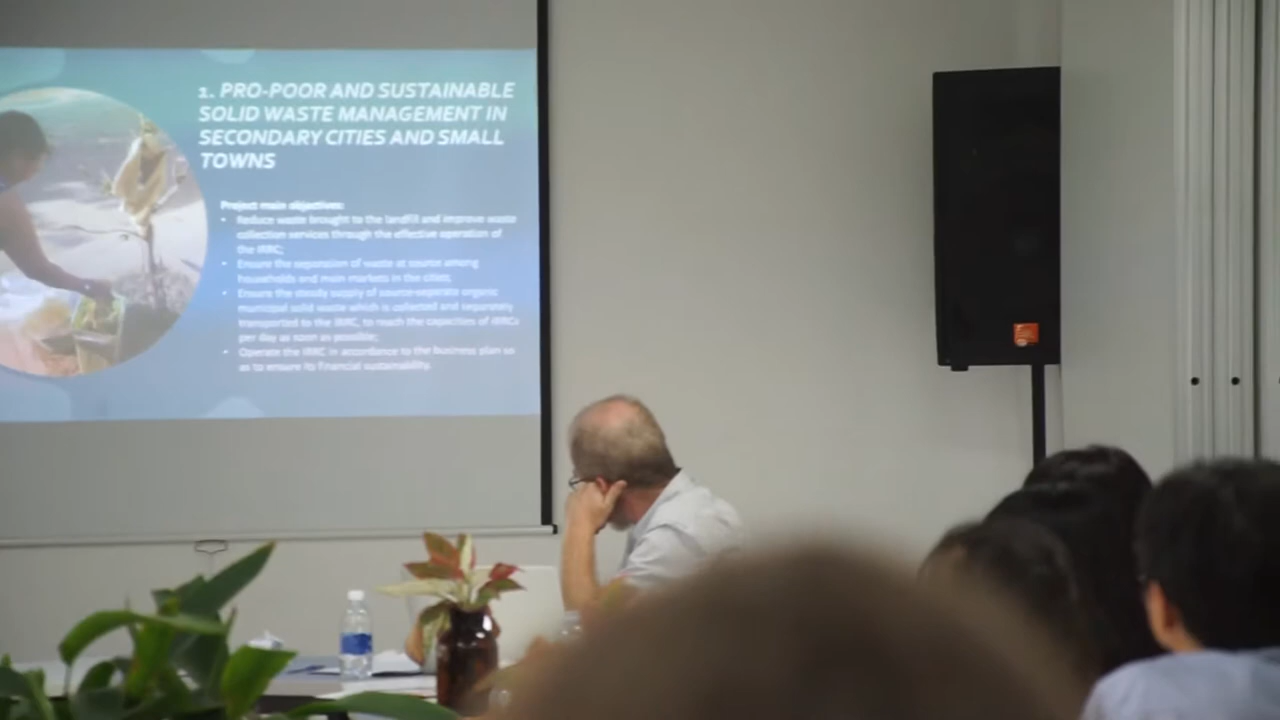 1. PRO-POOR AND SUSTAINABLE
SOLID WASTE MANAGEMENT IN
SECONDARY CITIES AND SMALL
TOWNS
Project main objectives:
• Reduce waste brought to the landfill and improve waste
collection services through the effective operation of
the IRRC;
• Ensure the separation of waste at source among
households and main markets in the cities;
• Ensure the steady supply of source-separate organic
municipal solid waste which is collected and separately
transported to the IRRC, to reach the capacities of IRRCs
per day as soon as possible;
• Operate the IRRC in accordance to the business plan so
as to ensure its financial sustainability.